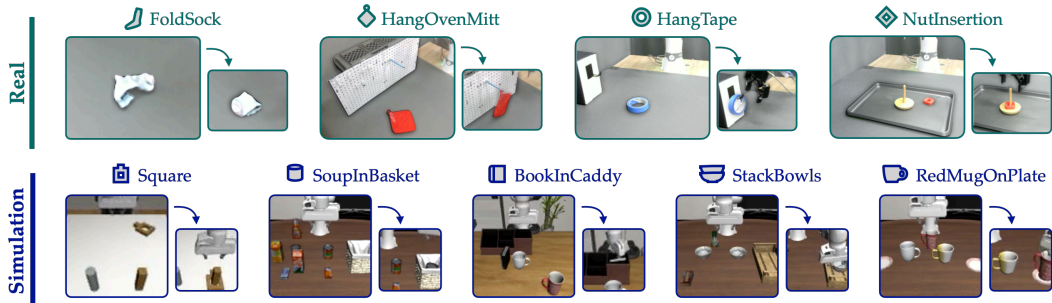 Real
FoldSock
HangOvenMitt
HangTape
NutInsertion
Simulation
Square
SoupInBasket
BookInCaddy
StackBowls
RedMugOnPlate